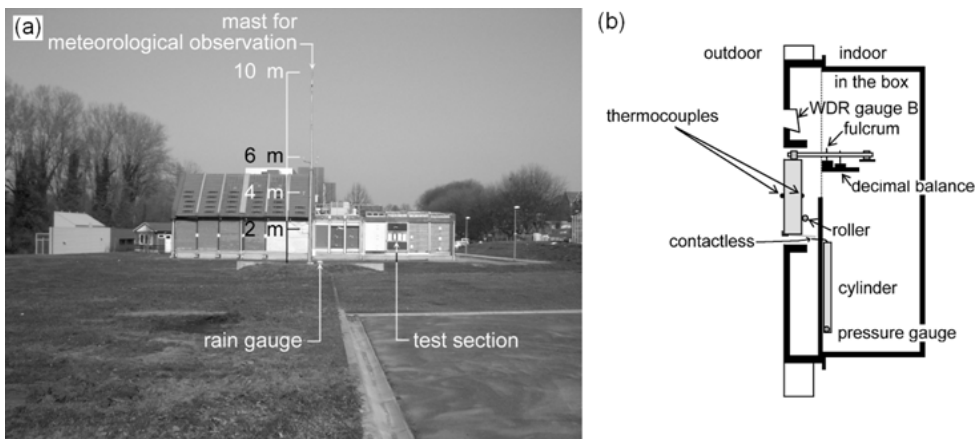 (a)
mast for
meteorological observation
10 m
6 m
4 m
2 m
rain gauge
test section
(b)
outdoor
indoor
in the box
WDR gauge B
thermocouples
fulcrum
decimal balance
roller
contactless
cylinder
pressure gauge